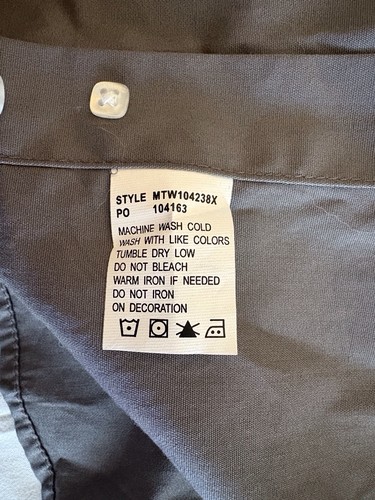 STYLE MTW104238X
PO 104163
MACHINE WASH COLD
WASH WITH LIKE COLORS
TUMBLE DRY LOW
DO NOT BLEACH
WARM IRON IF NEEDED
DO NOT IRON
ON DECORATION